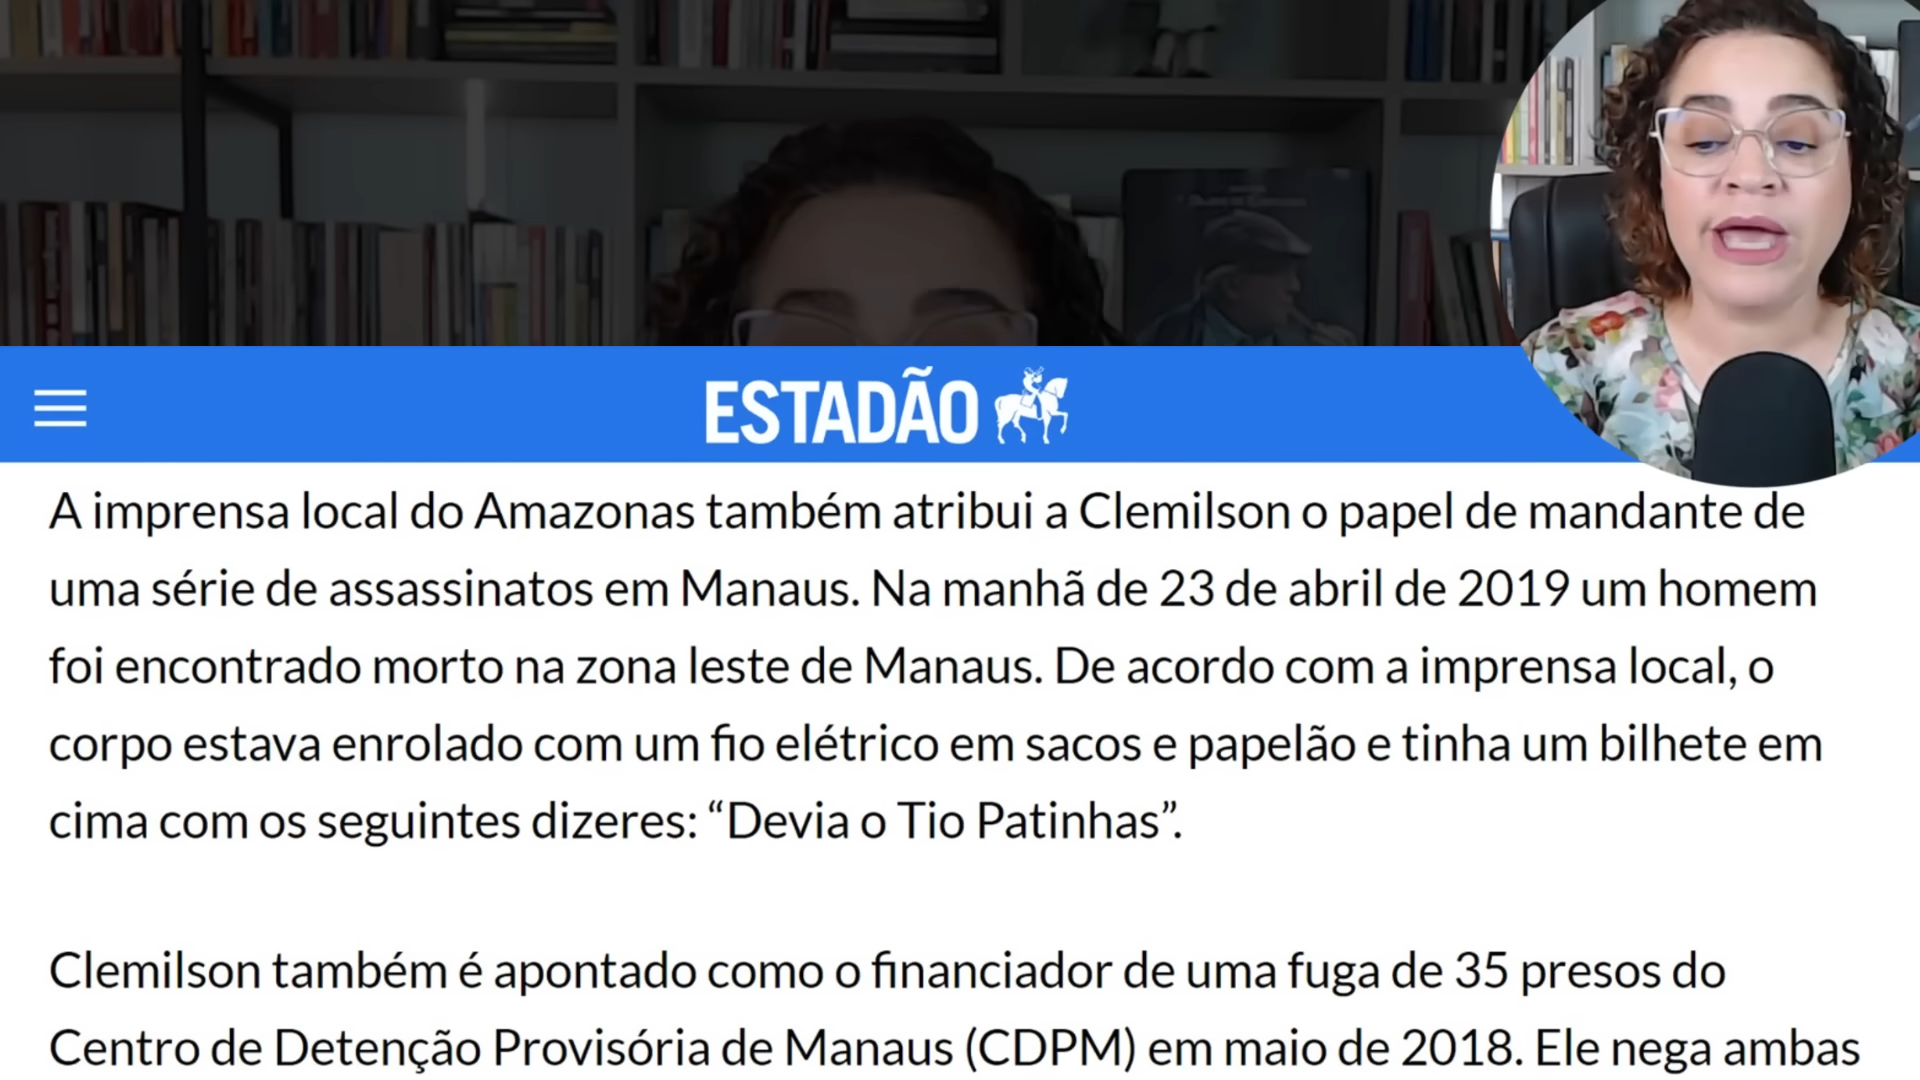 ESTADÃO
A imprensa local do Amazonas também atribui a Clemilson o papel de mandante de
uma série de assassinatos em Manaus. Na manhã de 23 de abril de 2019 um homem
foi encontrado morto na zona leste de Manaus. De acordo com a imprensa local, o
corpo estava enrolado com um fio elétrico em sacos e papelão e tinha um bilhete em
cima com os seguintes dizeres: “Devia o Tio Patinhas”.
Clemilson também é apontado como o financiador de uma fuga de 35 presos do
Centro de Detenção Provisória de Manaus (CDPM) em maio de 2018. Ele nega ambas